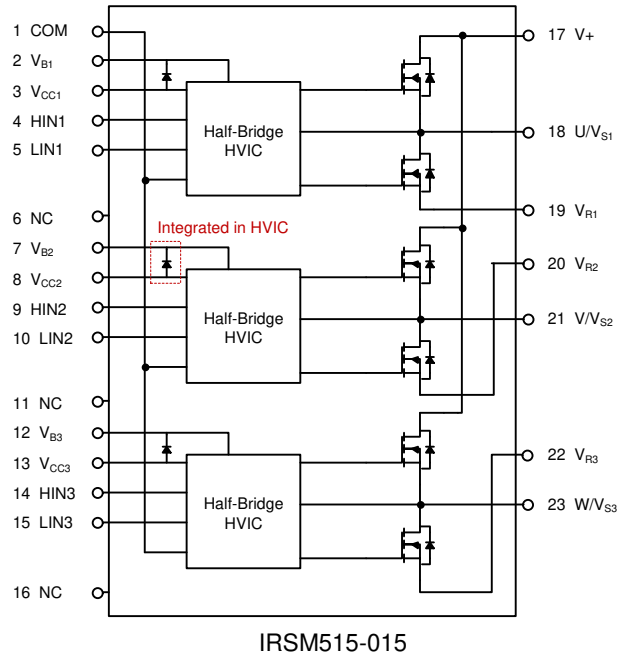 1 COM
2 VB1
3 VCC1
4 HIN1
5 LIN1
6 NC
7 VB2
8 VCC2
9 HIN2
10 LIN2
11 NC
12 VB3
13 VCC3
14 HIN3
15 LIN3
16 NC
Half-Bridge
HVIC
Integrated in HVIC
Half-Bridge
HVIC
Half-Bridge
HVIC
17 V+
18 U/VS1
19 VR1
20 VR2
21 V/VS2
22 VR3
23 W/VS3
IRSM515-015